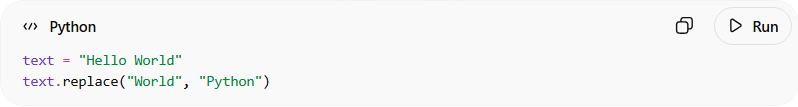 Python
Run
text = "Hello World"
text.replace("World", "Python")